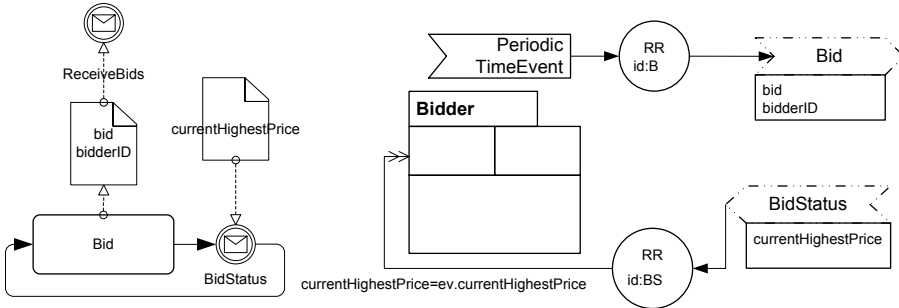 ReceiveBids
bid
bidderID
currentHighestPrice
Bid
BidStatus
Periodic
TimeEvent
RR
id:B
Bid
bid
bidderID
Bidder
BidStatus
currentHighestPrice
RR
id:BS
currentHighestPrice=ev.currentHighestPrice